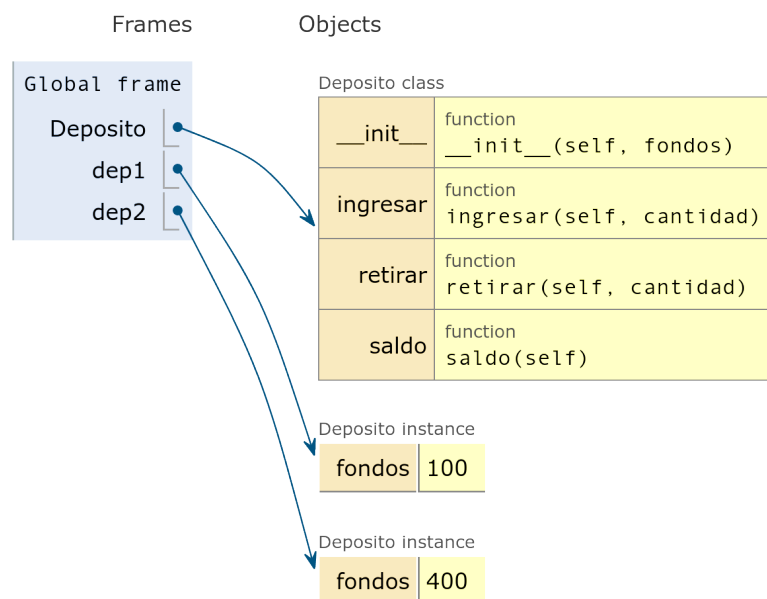 Frames Objects
Global frame
Deposito
dep1
dep2
Deposito class
__init__ function
__init__(self, fondos)
ingresar function
ingresar(self, cantidad)
retirar function
retirar(self, cantidad)
saldo function
saldo(self)
Deposito instance
fondos 100
Deposito instance
fondos 400